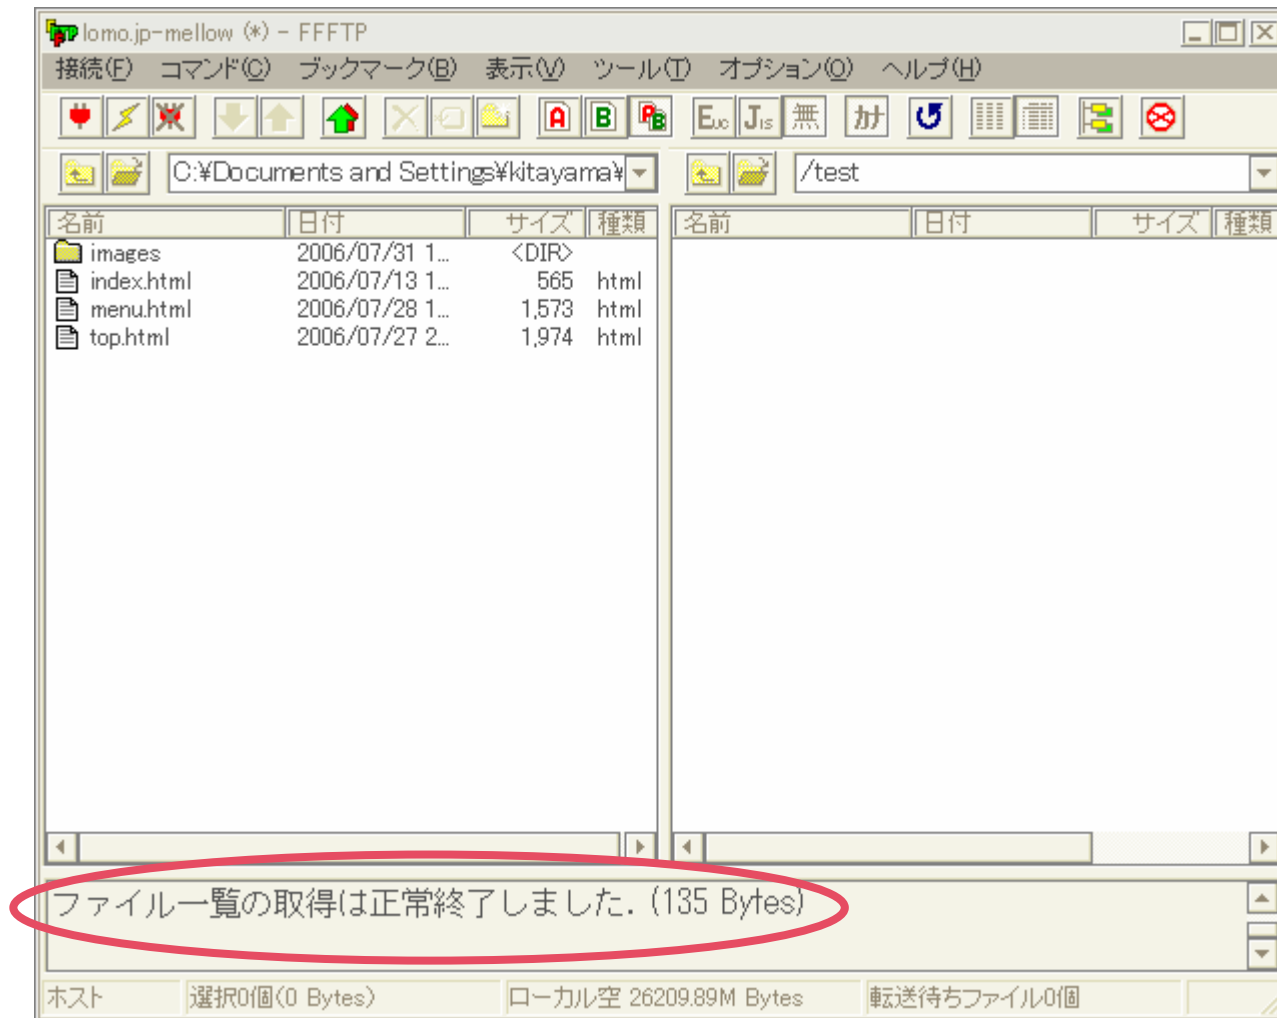 lomo.jp-mellow (*) - FFFTP
接続(F) コマンド(C) ブックマーク(B) 表示(V) ツール(T) オプション(O) ヘルプ(H)
A B A/B Euc Jis 無 カナ
C:¥Documents and Settings¥kitayama¥ /test
名前 日付 サイズ 種類 名前 日付 サイズ 種類
images 2006/07/31 1... <DIR>
index.html 2006/07/13 1... 565 html
menu.html 2006/07/28 1... 1,573 html
top.html 2006/07/27 2... 1,974 html
ファイル一覧の取得は正常終了しました. (135 Bytes)
ホスト 選択0個(0 Bytes) ローカル空 26209.89M Bytes 転送待ちファイル0個